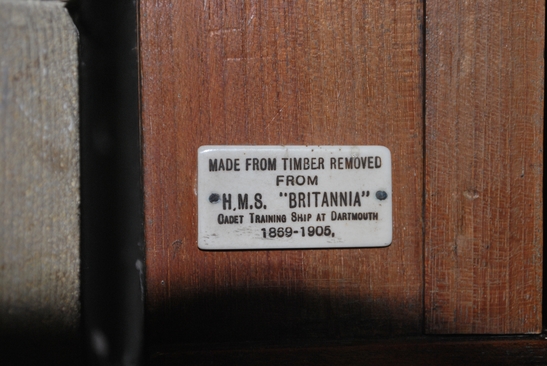 MADE FROM TIMBER REMOVED
FROM
H.M.S. "BRITANNIA"
CADET TRAINING SHIP AT DARTMOUTH
1869-1905.